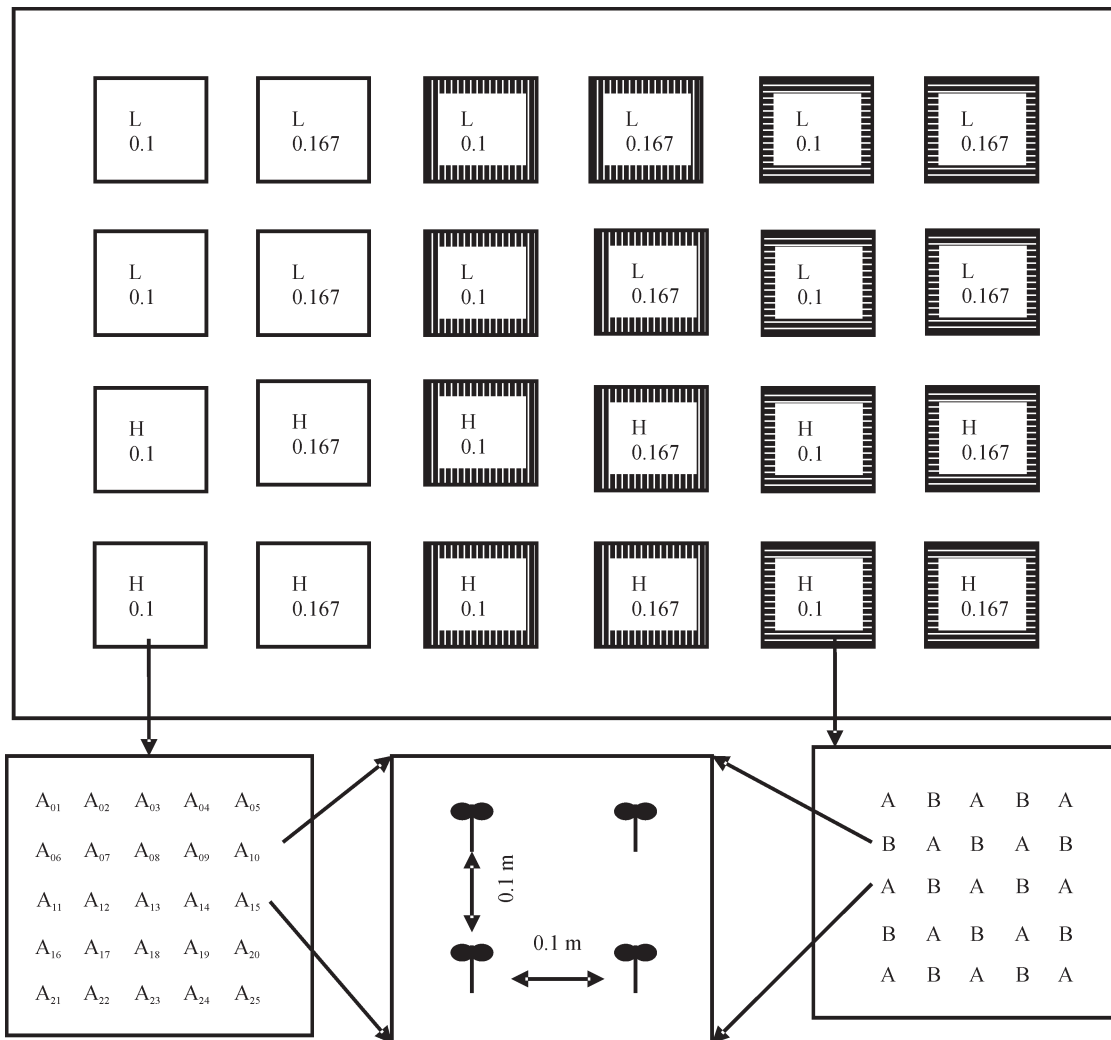 L L L L L L
0.1 0.167 0.1 0.167 0.1 0.167
L L L L L L
0.1 0.167 0.1 0.167 0.1 0.167
H H H H H H
0.1 0.167 0.1 0.167 0.1 0.167
H H H H H H
0.1 0.167 0.1 0.167 0.1 0.167
A₀₁ A₀₂ A₀₃ A₀₄ A₀₅
A₀₆ A₀₇ A₀₈ A₀₉ A₁₀
A₁₁ A₁₂ A₁₃ A₁₄ A₁₅
A₁₆ A₁₇ A₁₈ A₁₉ A₂₀
A₂₁ A₂₂ A₂₃ A₂₄ A₂₅
0.1 m
0.1 m
A B A B A
B A B A B
A B A B A
B A B A B
A B A B A